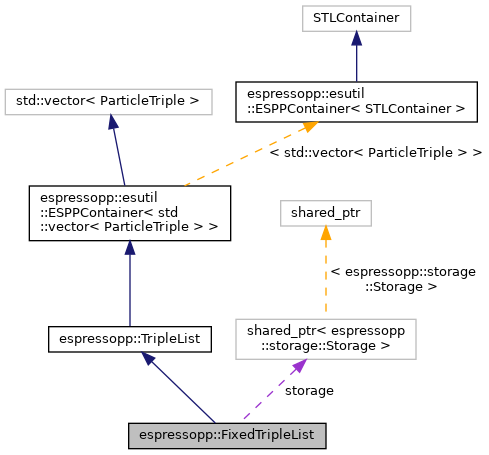 STLContainer
std::vector< ParticleTriple >
espressopp::esutil
::ESPPContainer< STLContainer >
< std::vector< ParticleTriple > >
espressopp::esutil
::ESPPContainer< std
::vector< ParticleTriple > >
shared_ptr
< espressopp::storage
::Storage >
espressopp::TripleList
shared_ptr< espressopp
::storage::Storage >
storage
espressopp::FixedTripleList